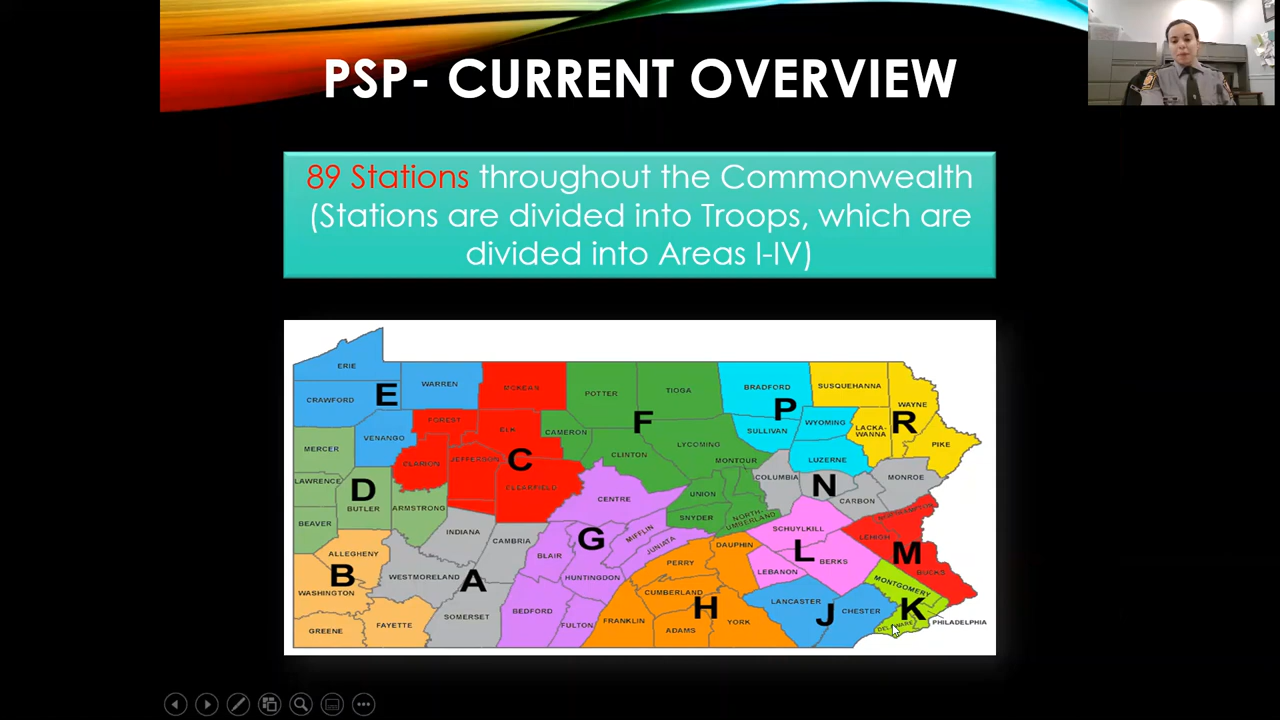 PSP- CURRENT OVERVIEW
89 Stations throughout the Commonwealth
(Stations are divided into Troops, which are
divided into Areas I-IV)
ERIE
CRAWFORD
E
WARREN
MCKEAN
POTTER
TIOGA
BRADFORD
SUSQUEHANNA
WAYNE
MERCER
VENANGO
FOREST
ELK
CAMERON
F
P
SULLIVAN
WYOMING
LACKA-
WANNA
R
PIKE
LAWRENCE
CLARION
JEFFERSON
C
CLEARFIELD
CLINTON
LYCOMING
MONTOUR
LUZERNE
D
BUTLER
ARMSTRONG
CENTRE
UNION
COLUMBIA
N
CARBON
MONROE
BEAVER
INDIANA
CAMBRIA
G
MIFFLIN
JUNIATA
SNYDER
NORTH-
UMBERLAND
SCHUYLKILL
NORTHAMPTON
LEHIGH
ALLEGHENY
B
WASHINGTON
WESTMORELAND
A
BLAIR
HUNTINGDON
PERRY
DAUPHIN
L
LEBANON
BERKS
M
BUCKS
GREENE
FAYETTE
SOMERSET
BEDFORD
FULTON
FRANKLIN
CUMBERLAND
H
ADAMS
YORK
LANCASTER
J
CHESTER
MONTGOMERY
K
DELAWARE
PHILADELPHIA